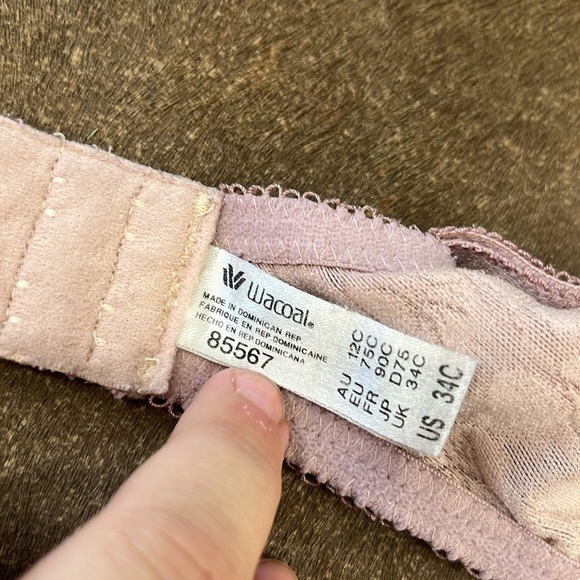 Wacoal®
MADE IN DOMINICAN REP.
FABRIQUE EN REP. DOMINICAINE
HECHO EN REP. DOMINICANA
85567
AU 12C
EU 75C
FR 90C
JP D75
UK 34C
US 34C